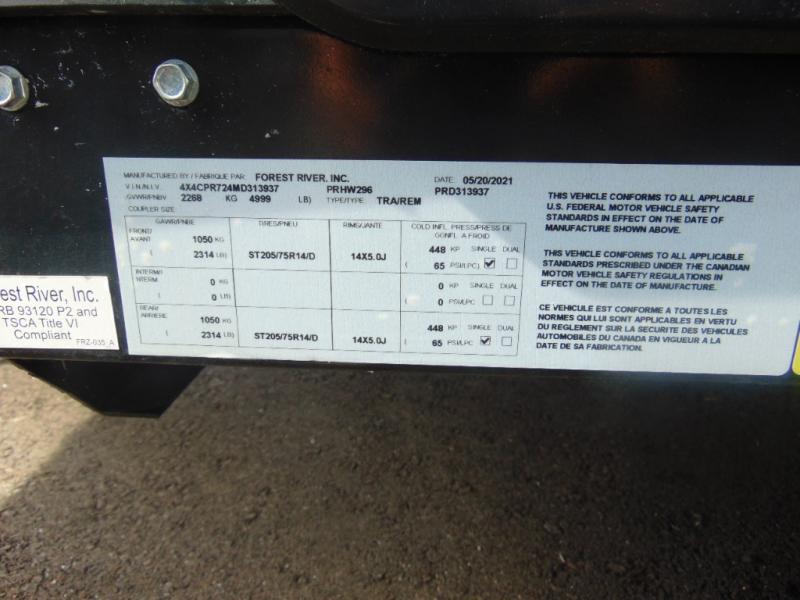 MANUFACTURED BY / FABRIQUE PAR: FOREST RIVER, INC. DATE: 05/20/2021
V.I.N./N.I.V. 4X4CPR724MD313937 PRHW296 PRD313937
GVWR/PNBV 2268 KG 4999 LB) TYPE/TYPE: TRA/REM
COUPLER SIZE:
GAWR/PNBE TIRES/PNEU RIMS/JANTE COLD INFL. PRESS/PRESS DE GONFL A FROID
FRONT/ AVANT 1050 KG 448 KP SINGLE DUAL
( 2314 LB) ST205/75R14/D 14X5.0J ( 65 PSI/LPC)
INTERM/ NTERM. 0 KG 0 KP SINGLE DUAL
( 0 LB) ( 0 PSI/LPC
REAR/ ARRIERE 1050 KG 448 KP SINGLE DUAL
( 2314 LB) ST205/75R14/D 14X5.0J ( 65 PSI/LPC
THIS VEHICLE CONFORMS TO ALL APPLICABLE
U.S. FEDERAL MOTOR VEHICLE SAFETY
STANDARDS IN EFFECT ON THE DATE OF
MANUFACTURE SHOWN ABOVE.
THIS VEHICLE CONFORMS TO ALL APPLICABLE
STANDARDS PRESCRIBED UNDER THE CANADIAN
MOTOR VEHICLE SAFETY REGULATIONS IN
EFFECT ON THE DATE OF MANUFACTURE.
CE VEHICULE EST CONFORME A TOUTES LES
NORMES QUI LUI SONT APPLICABLES EN VERTU
DU REGLEMENT SUR LA SECURITE DES VEHICULES
AUTOMOBILES DU CANADA EN VIGUEUR A LA
DATE DE SA FABRICATION.
est River, Inc.
RB 93120 P2 and
TSCA Title VI
Compliant
FRZ-035_A